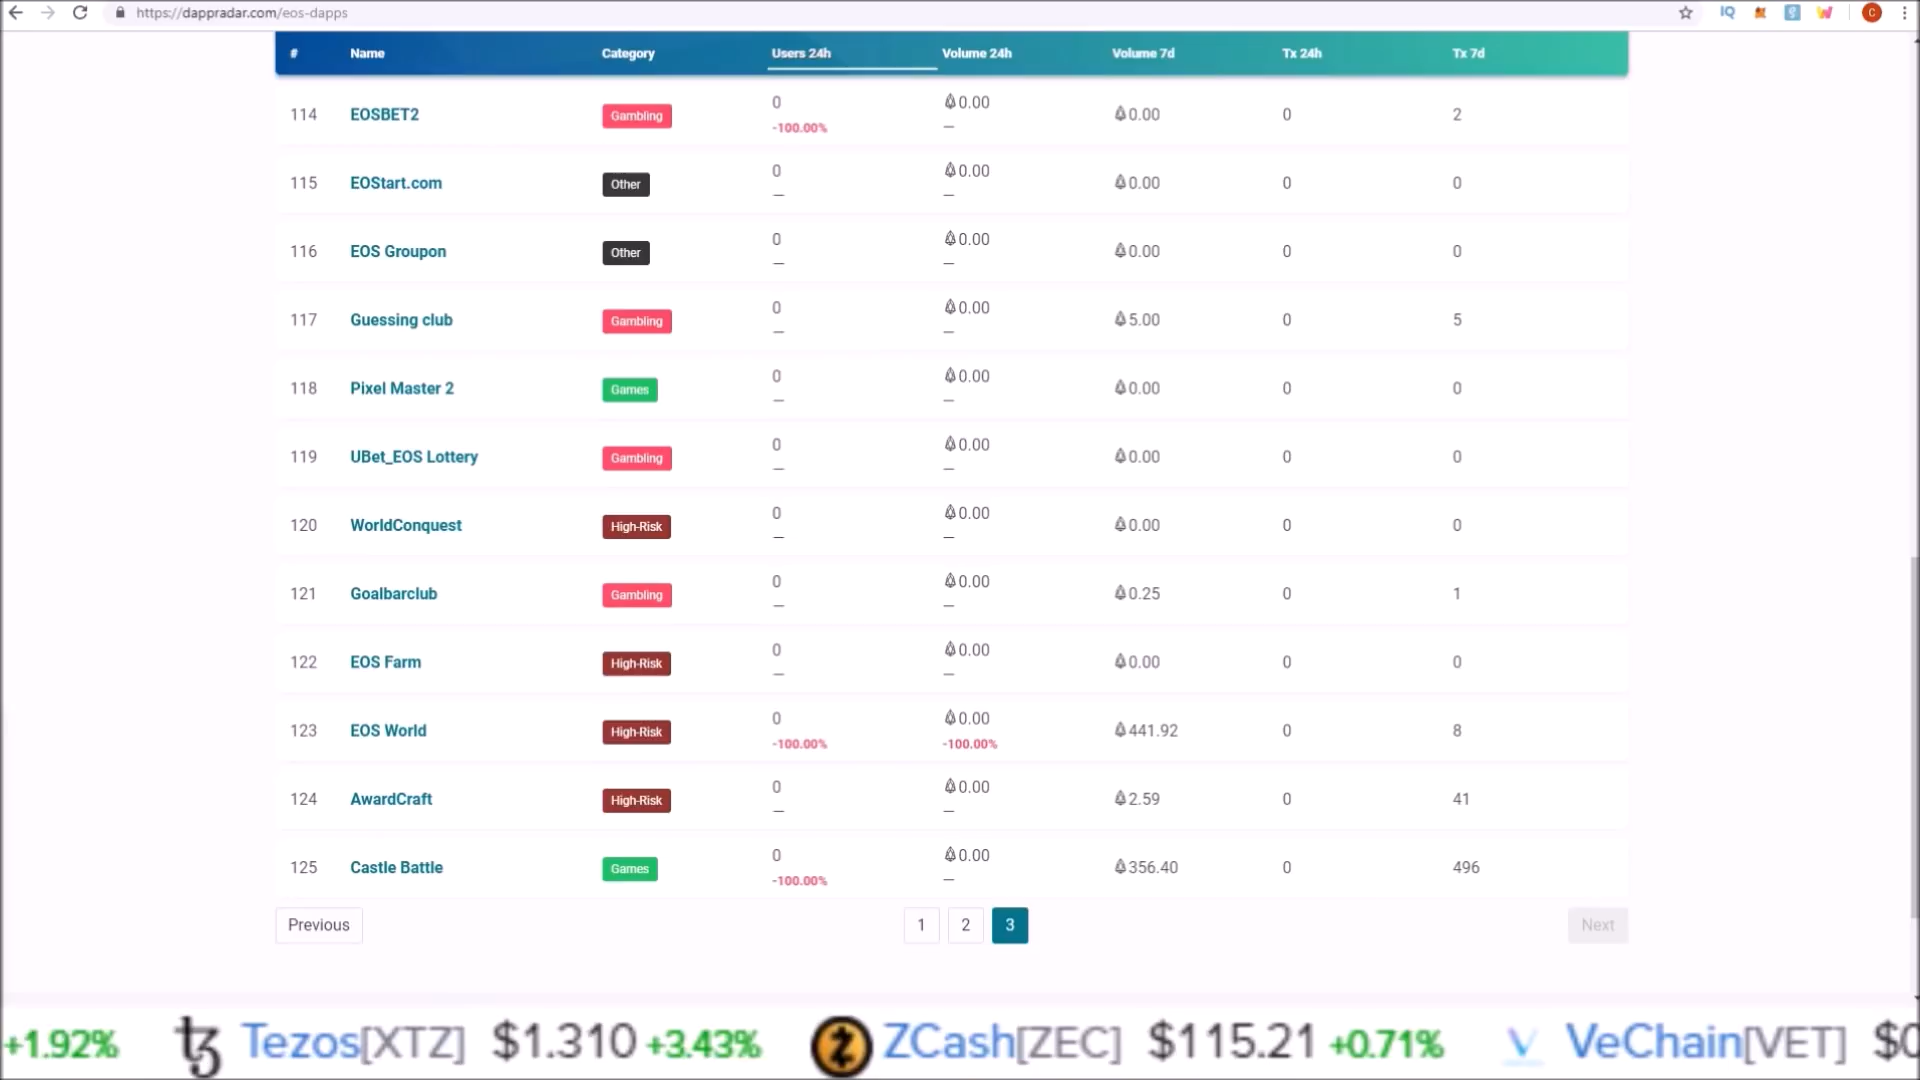 https://dappradar.com/eos-dapps
# Name Category Users 24h Volume 24h Volume 7d Tx 24h Tx 7d
114 EOSBET2 Gambling 0 0.00 0.00 0 2
-100.00% —
115 EOStart.com Other 0 0.00 0.00 0 0
— —
116 EOS Groupon Other 0 0.00 0.00 0 0
— —
117 Guessing club Gambling 0 0.00 5.00 0 5
— —
118 Pixel Master 2 Games 0 0.00 0.00 0 0
— —
119 UBet_EOS Lottery Gambling 0 0.00 0.00 0 0
— —
120 WorldConquest High-Risk 0 0.00 0.00 0 0
— —
121 Goalbarclub Gambling 0 0.00 0.25 0 1
— —
122 EOS Farm High-Risk 0 0.00 0.00 0 0
— —
123 EOS World High-Risk 0 0.00 441.92 0 8
-100.00% -100.00%
124 AwardCraft High-Risk 0 0.00 2.59 0 41
— —
125 Castle Battle Games 0 0.00 356.40 0 496
-100.00% —
Previous 1 2 3 Next
+1.92% Tezos[XTZ] $1.310 +3.43% ZCash[ZEC] $115.21 +0.71% VeChain[VET] $0